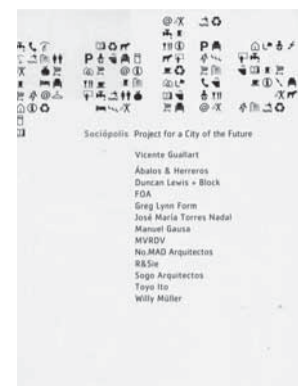 Sociópolis Project for a City of the Future
Vicente Guallart
Ábalos & Herreros
Duncan Lewis + Block
FOA
Greg Lynn Form
José María Torres Nadal
Manuel Gausa
MVRDV
No.MAD Arquitectos
R&Sie
Sogo Arquitectos
Toyo Ito
Willy Müller